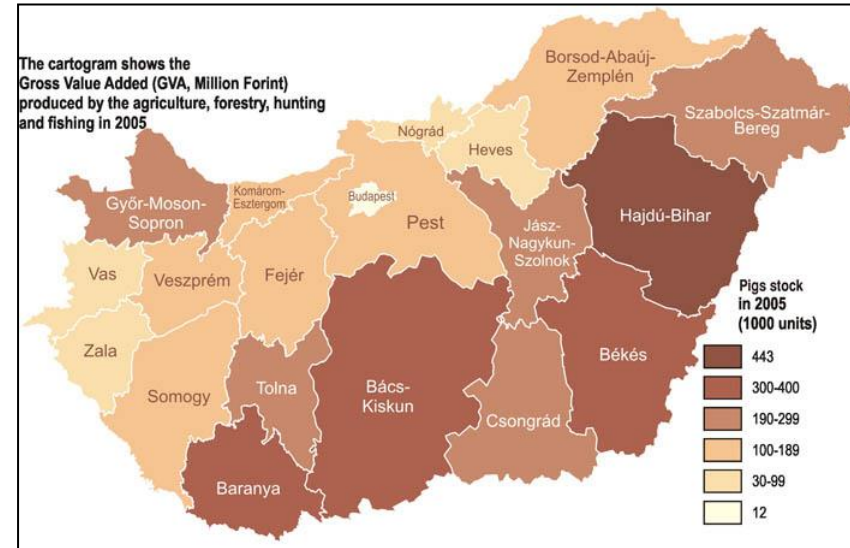 The cartogram shows the
Gross Value Added (GVA, Million Forint)
produced by the agriculture, forestry, hunting
and fishing in 2005
Borsod-Abaúj-
Zemplén
Szabolcs-Szatmár-
Bereg
Nógrád
Heves
Komárom-
Esztergom
Budapest
Győr-Moson-
Sopron
Pest
Jász-
Nagykun-
Szolnok
Hajdú-Bihar
Vas
Veszprém
Fejér
Zala
Somogy
Tolna
Bács-
Kiskun
Csongrád
Békés
Baranya
Pigs stock
in 2005
(1000 units)
443
300-400
190-299
100-189
30-99
12